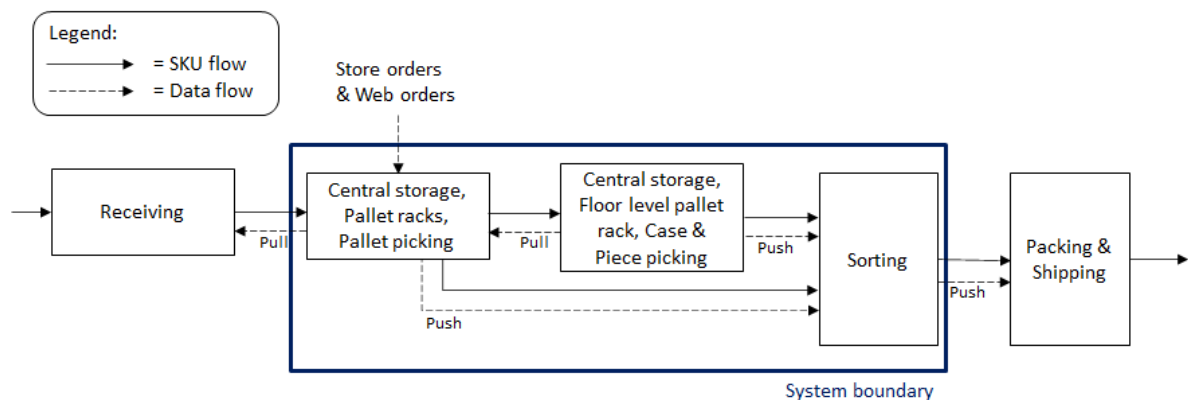 Legend:
= SKU flow
= Data flow
Store orders
& Web orders
Receiving
Pull
Central storage,
Pallet racks,
Pallet picking
Pull
Central storage,
Floor level pallet
rack, Case &
Piece picking
Push
Push
Sorting
Push
Packing &
Shipping
System boundary